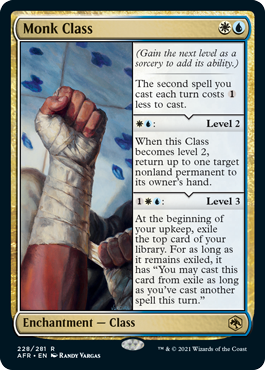 Monk Class
(Gain the next level as a
sorcery to add its ability.)
The second spell you
cast each turn costs 1
less to cast.
: Level 2
When this Class
becomes level 2,
return up to one target
nonland permanent to
its owner's hand.
1 : Level 3
At the beginning of
your upkeep, exile
the top card of your
library. For as long as
it remains exiled, it
has "You may cast this
card from exile as long
as you've cast another
spell this turn."
Enchantment — Class
228/281 R
AFR • EN Randy Vargas
™ & © 2021 Wizards of the Coast